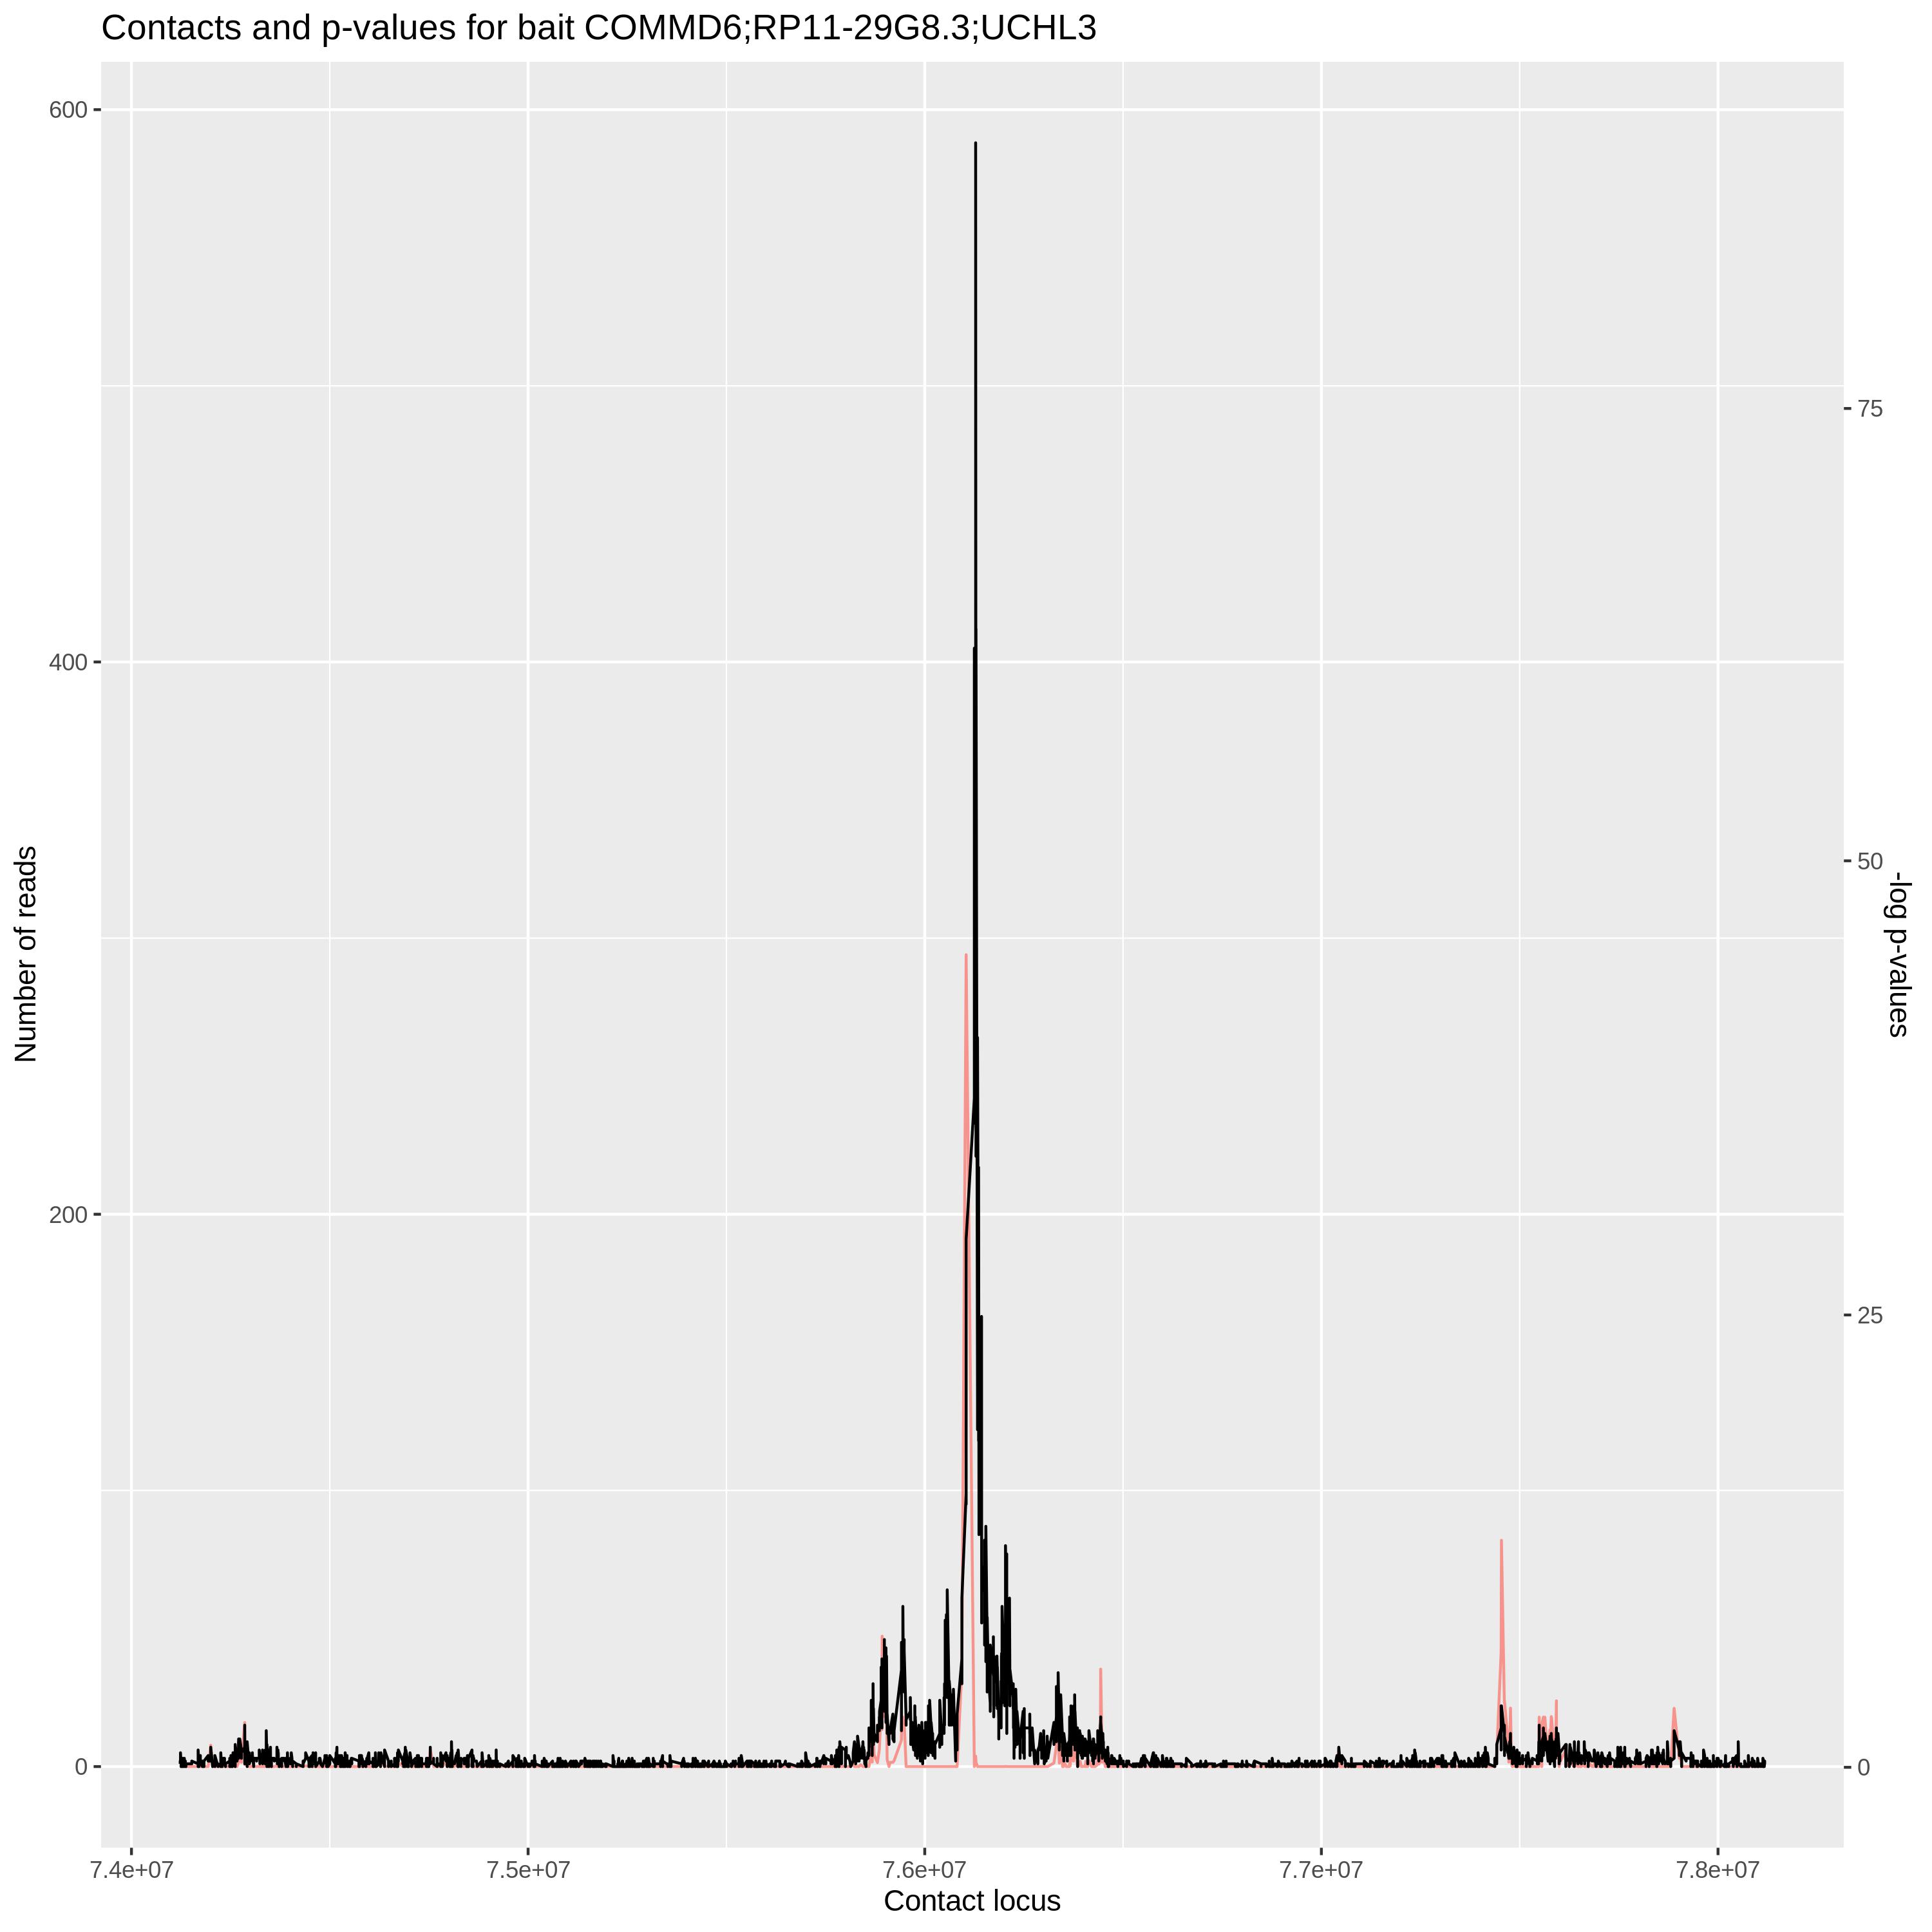 Contacts and p-values for bait COMMD6;RP11-29G8.3;UCHL3
600
400
200
0
Number of reads
75
50
25
0
-log p-values
7.4e+07 7.5e+07 7.6e+07 7.7e+07 7.8e+07
Contact locus